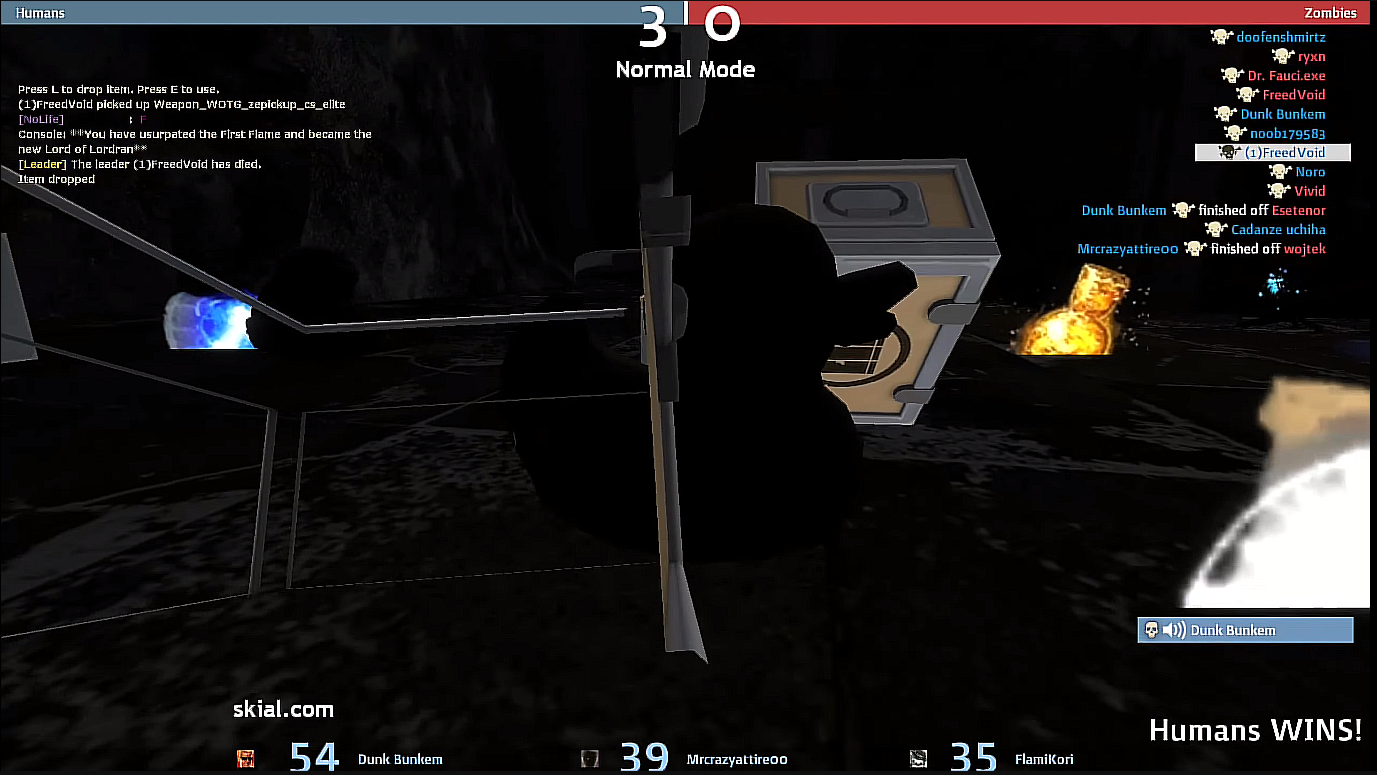 Humans
3 0
Zombies
Normal Mode
doofenshmirtz
ryxn
Dr. Fauci.exe
FreedVoid
Dunk Bunkem
noob179583
(1)FreedVoid
Noro
Vivid
Dunk Bunkem finished off Esetenor
Cadanze uchiha
Mrcrazyattire00 finished off wojtek
Press L to drop item. Press E to use.
(1)FreedVoid picked up Weapon_WOTG_zepickup_cs_elite
[NoLife] : F
Console: **You have usurpated the First Flame and became the
new Lord of Lordran**
[Leader] The leader (1)FreedVoid has died.
Item dropped
Dunk Bunkem
skial.com
Humans WINS!
54 Dunk Bunkem 39 Mrcrazyattire00 35 FlamiKori